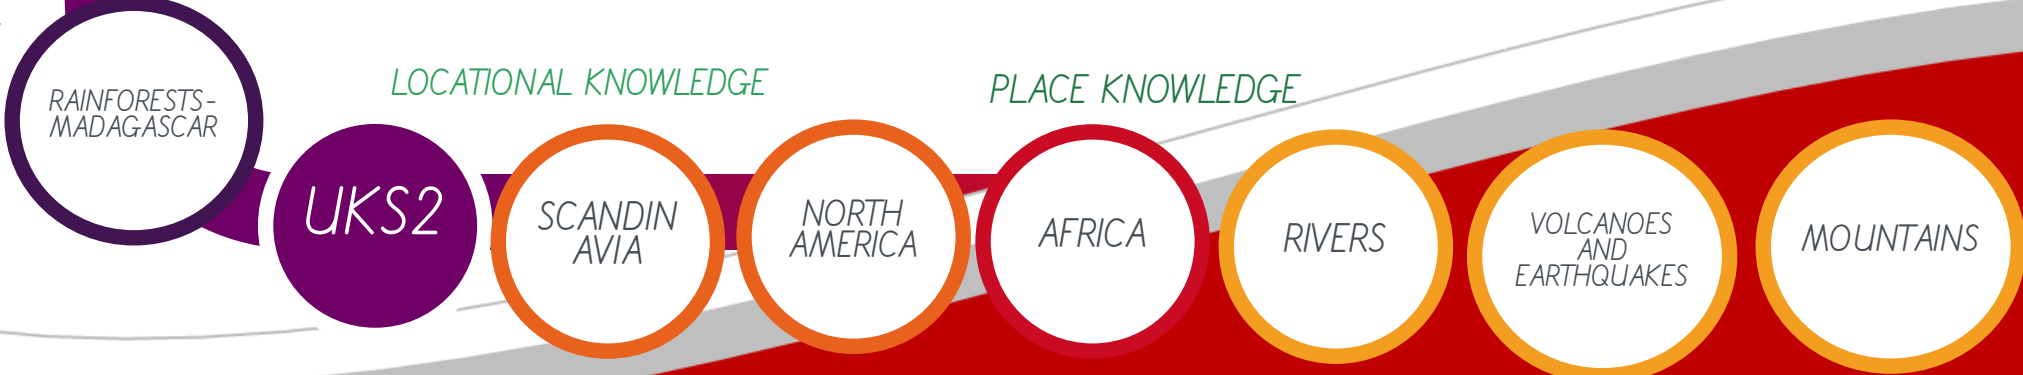 RAINFORESTS-
MADAGASCAR
LOCATIONAL KNOWLEDGE
PLACE KNOWLEDGE
UKS2
SCANDIN
AVIA
NORTH
AMERICA
AFRICA
RIVERS
VOLCANOES
AND
EARTHQUAKES
MOUNTAINS